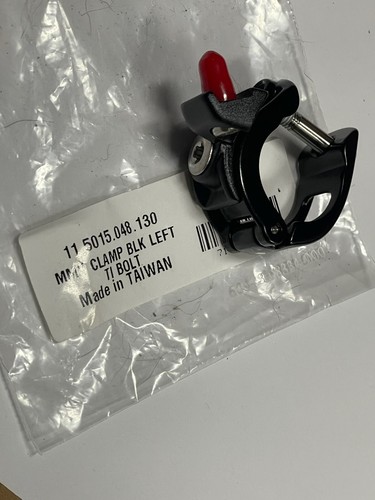 11.5015.048.130
CLAMP BLK LEFT
TI BOLT
Made in TAIWAN